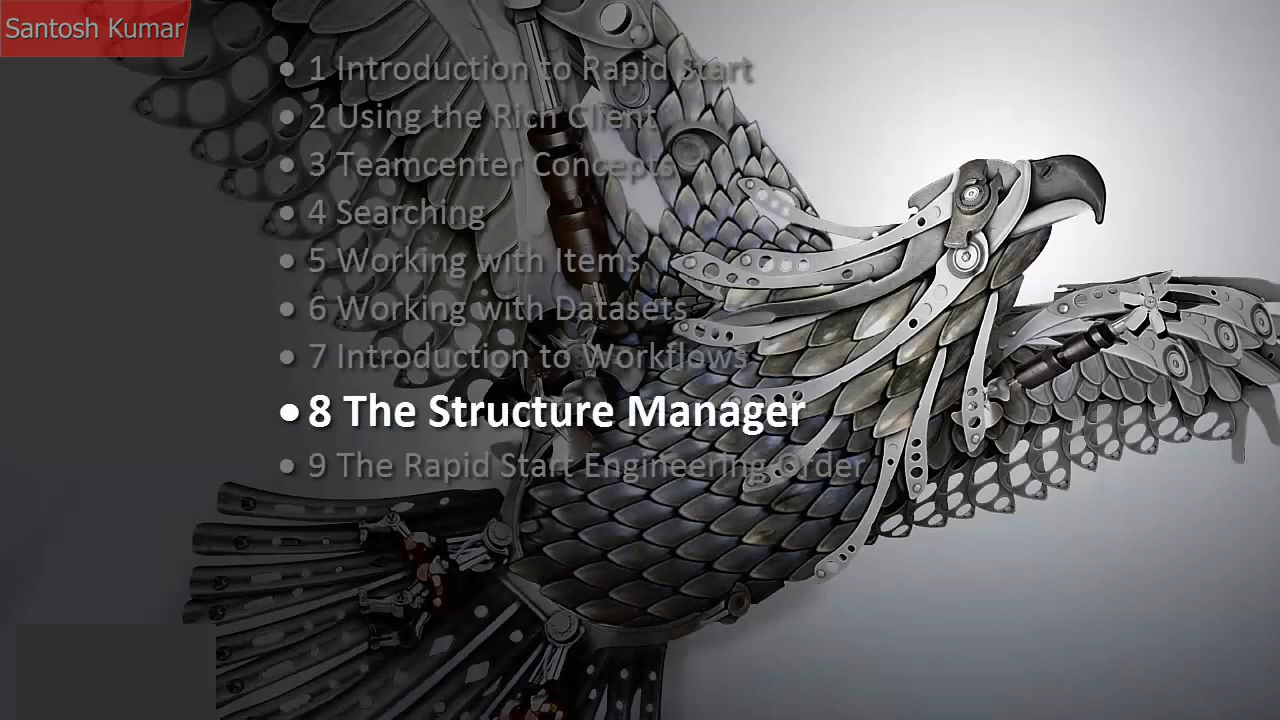 Santosh Kumar
• 1 Introduction to Rapid Start
• 2 Using the Rich Client
• 3 Teamcenter Concepts
• 4 Searching
• 5 Working with Items
• 6 Working with Datasets
• 7 Introduction to Workflows
• 8 The Structure Manager
• 9 The Rapid Start Engineering Order